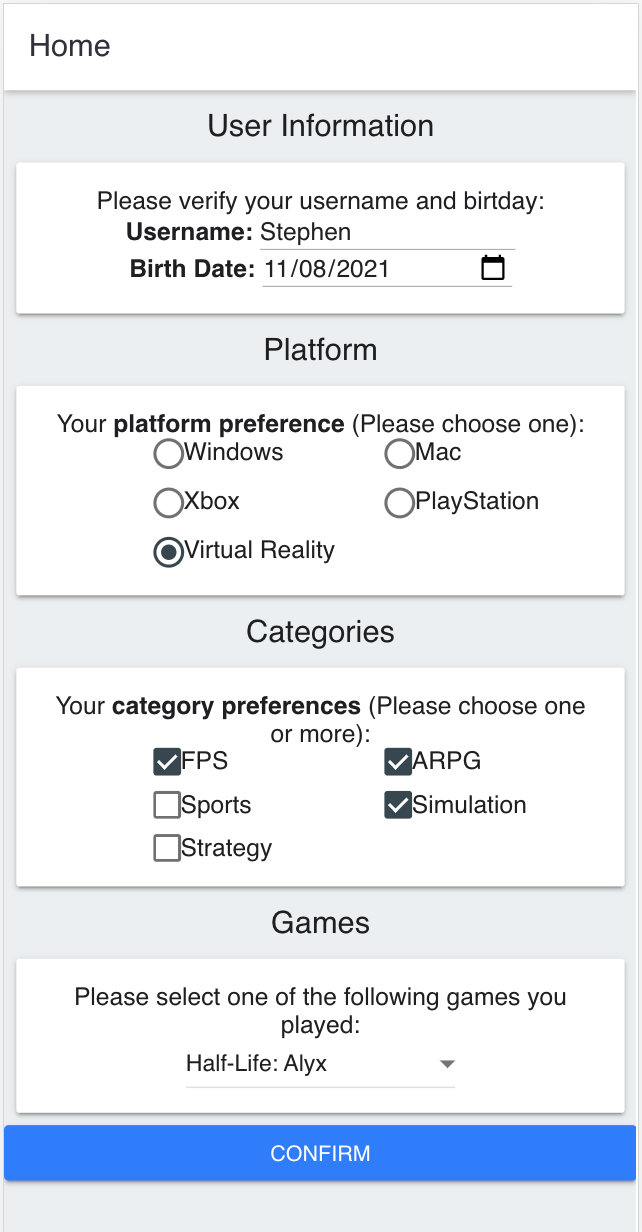 Home
User Information
Please verify your username and birtday:
Username: Stephen
Birth Date: 11/08/2021
Platform
Your platform preference (Please choose one):
Windows Mac
Xbox PlayStation
Virtual Reality
Categories
Your category preferences (Please choose one
or more):
FPS ARPG
Sports Simulation
Strategy
Games
Please select one of the following games you
played:
Half-Life: Alyx
CONFIRM